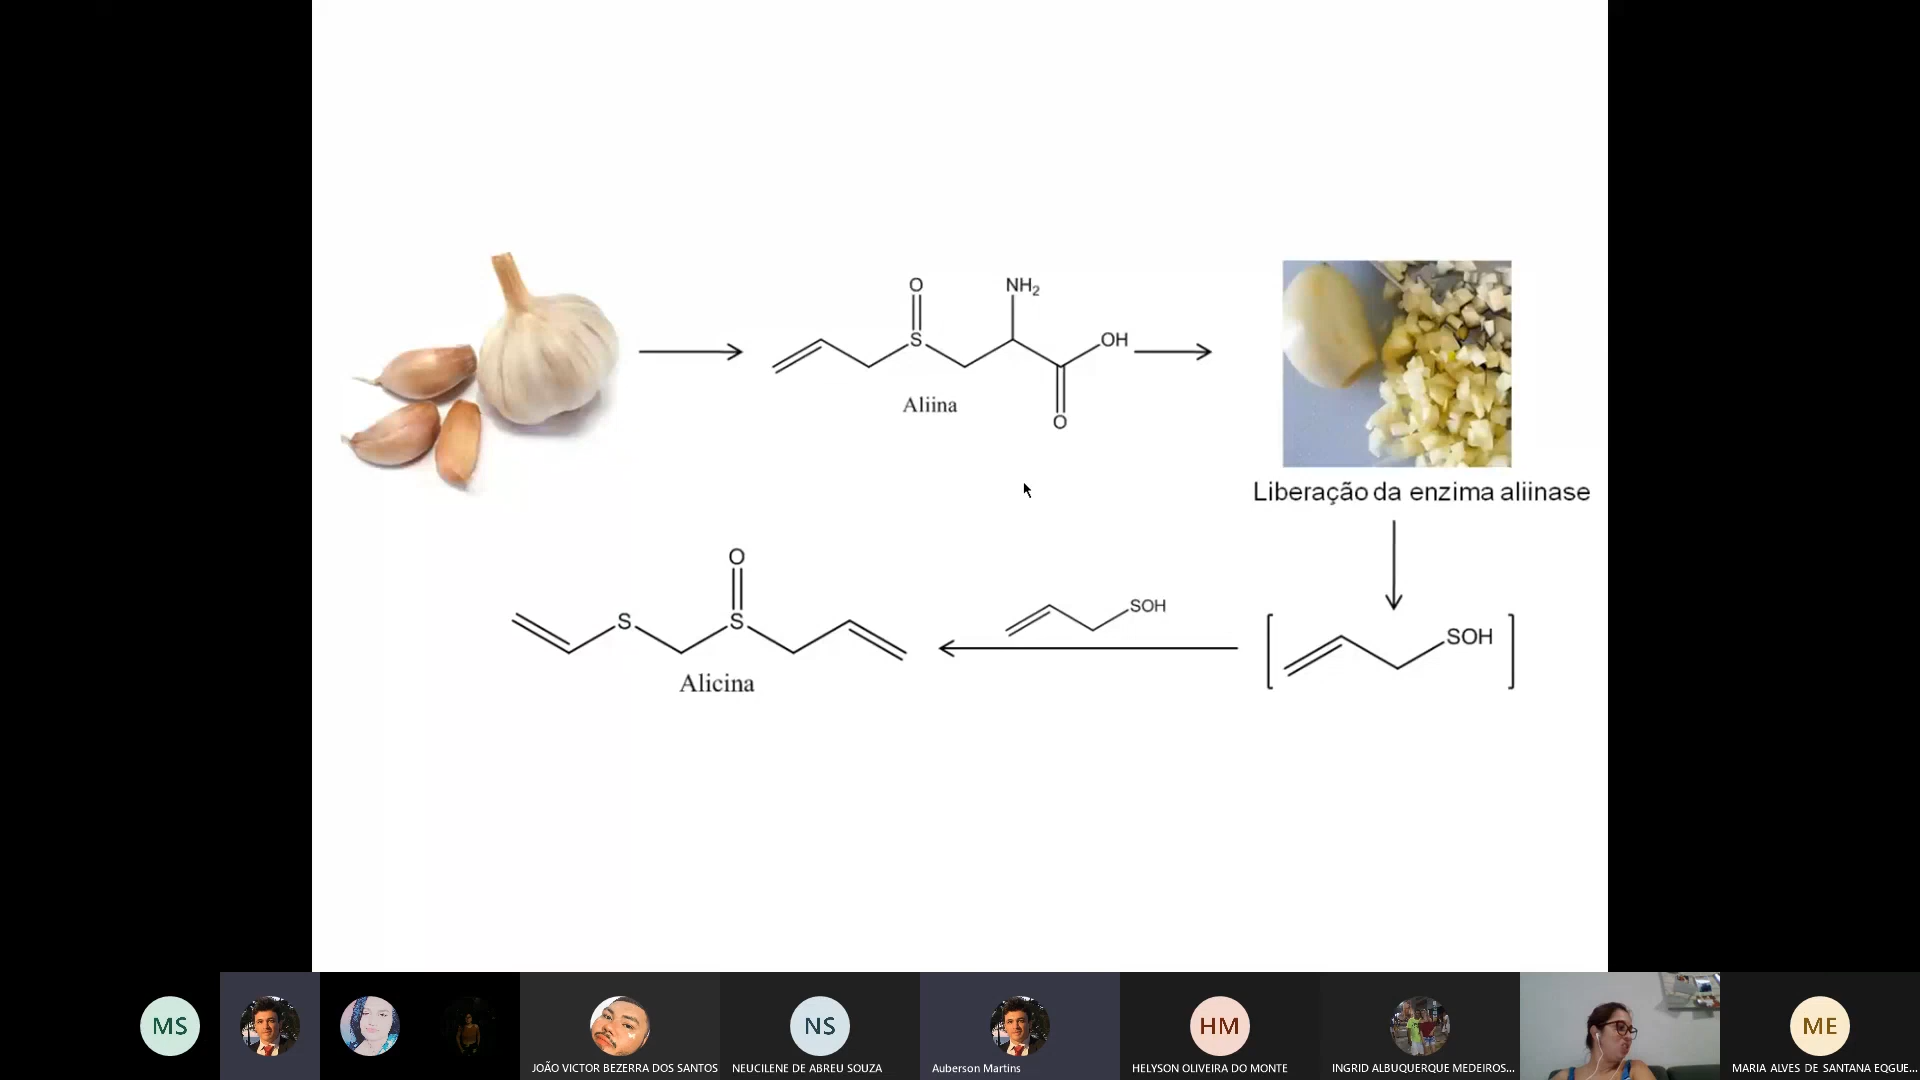 O
NH2
S
OH
O
Aliina
Liberação da enzima aliinase
O
S
S
Alicina
SOH
SOH
MS
NS
HM
ME
JOÃO VICTOR BEZERRA DOS SANTOS
NEUCILENE DE ABREU SOUZA
Auberson Martins
HELYSON OLIVEIRA DO MONTE
INGRID ALBUQUERQUE MEDEIROS...
MARIA ALVES DE SANTANA EQGUE...